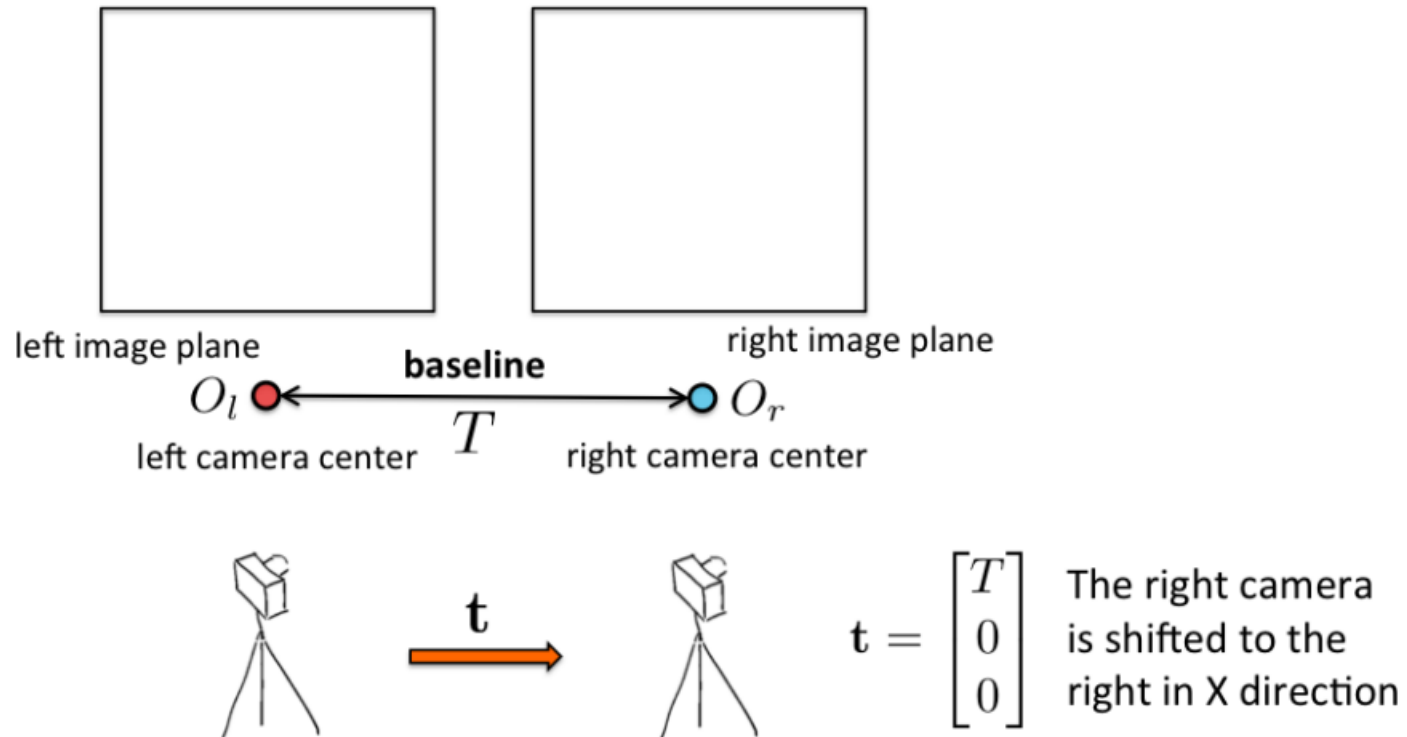 left image plane
right image plane
baseline
O_l
T
O_r
left camera center
right camera center
t
t = [T 0 0]
The right camera
is shifted to the
right in X direction